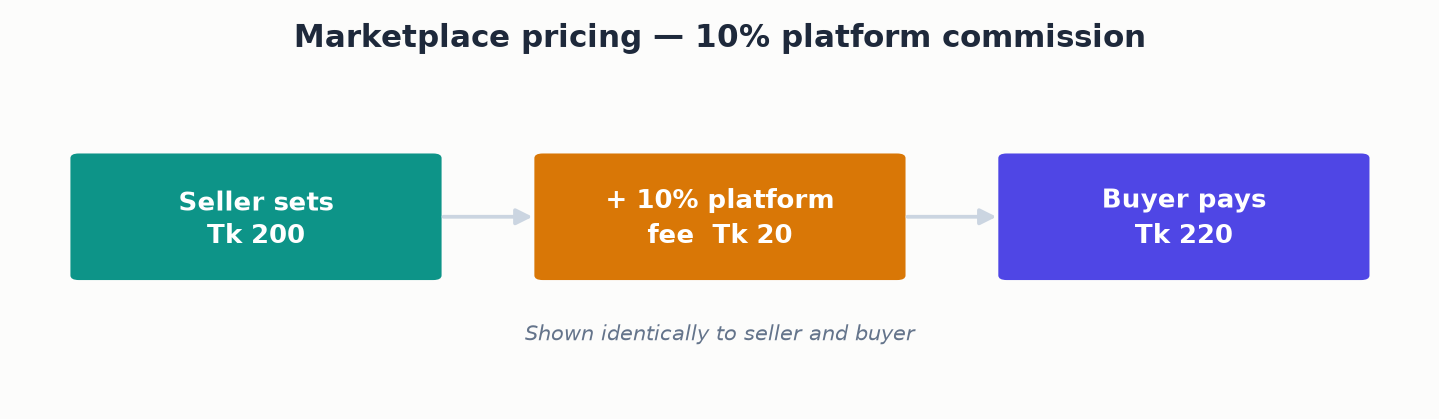 Marketplace pricing — 10% platform commission
Seller sets
Tk 200
+ 10% platform
fee  Tk 20
Buyer pays
Tk 220
Shown identically to seller and buyer